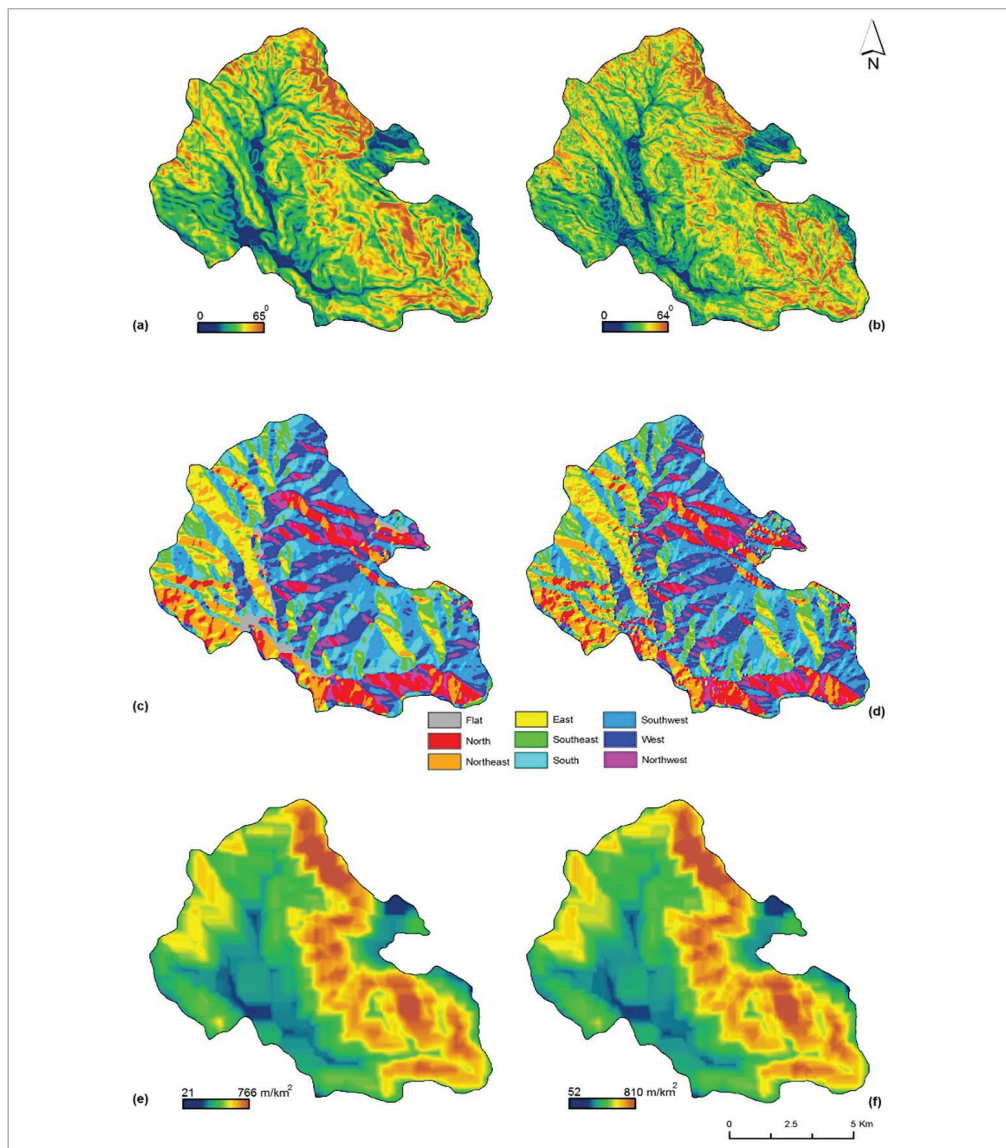 N
0 65⁰
(a)
0 64⁰
(b)
(c)
(d)
Flat East Southwest
North Southeast West
Northeast South Northwest
21 766 m/km²
(e)
52 810 m/km²
(f)
0 2.5 5 Km